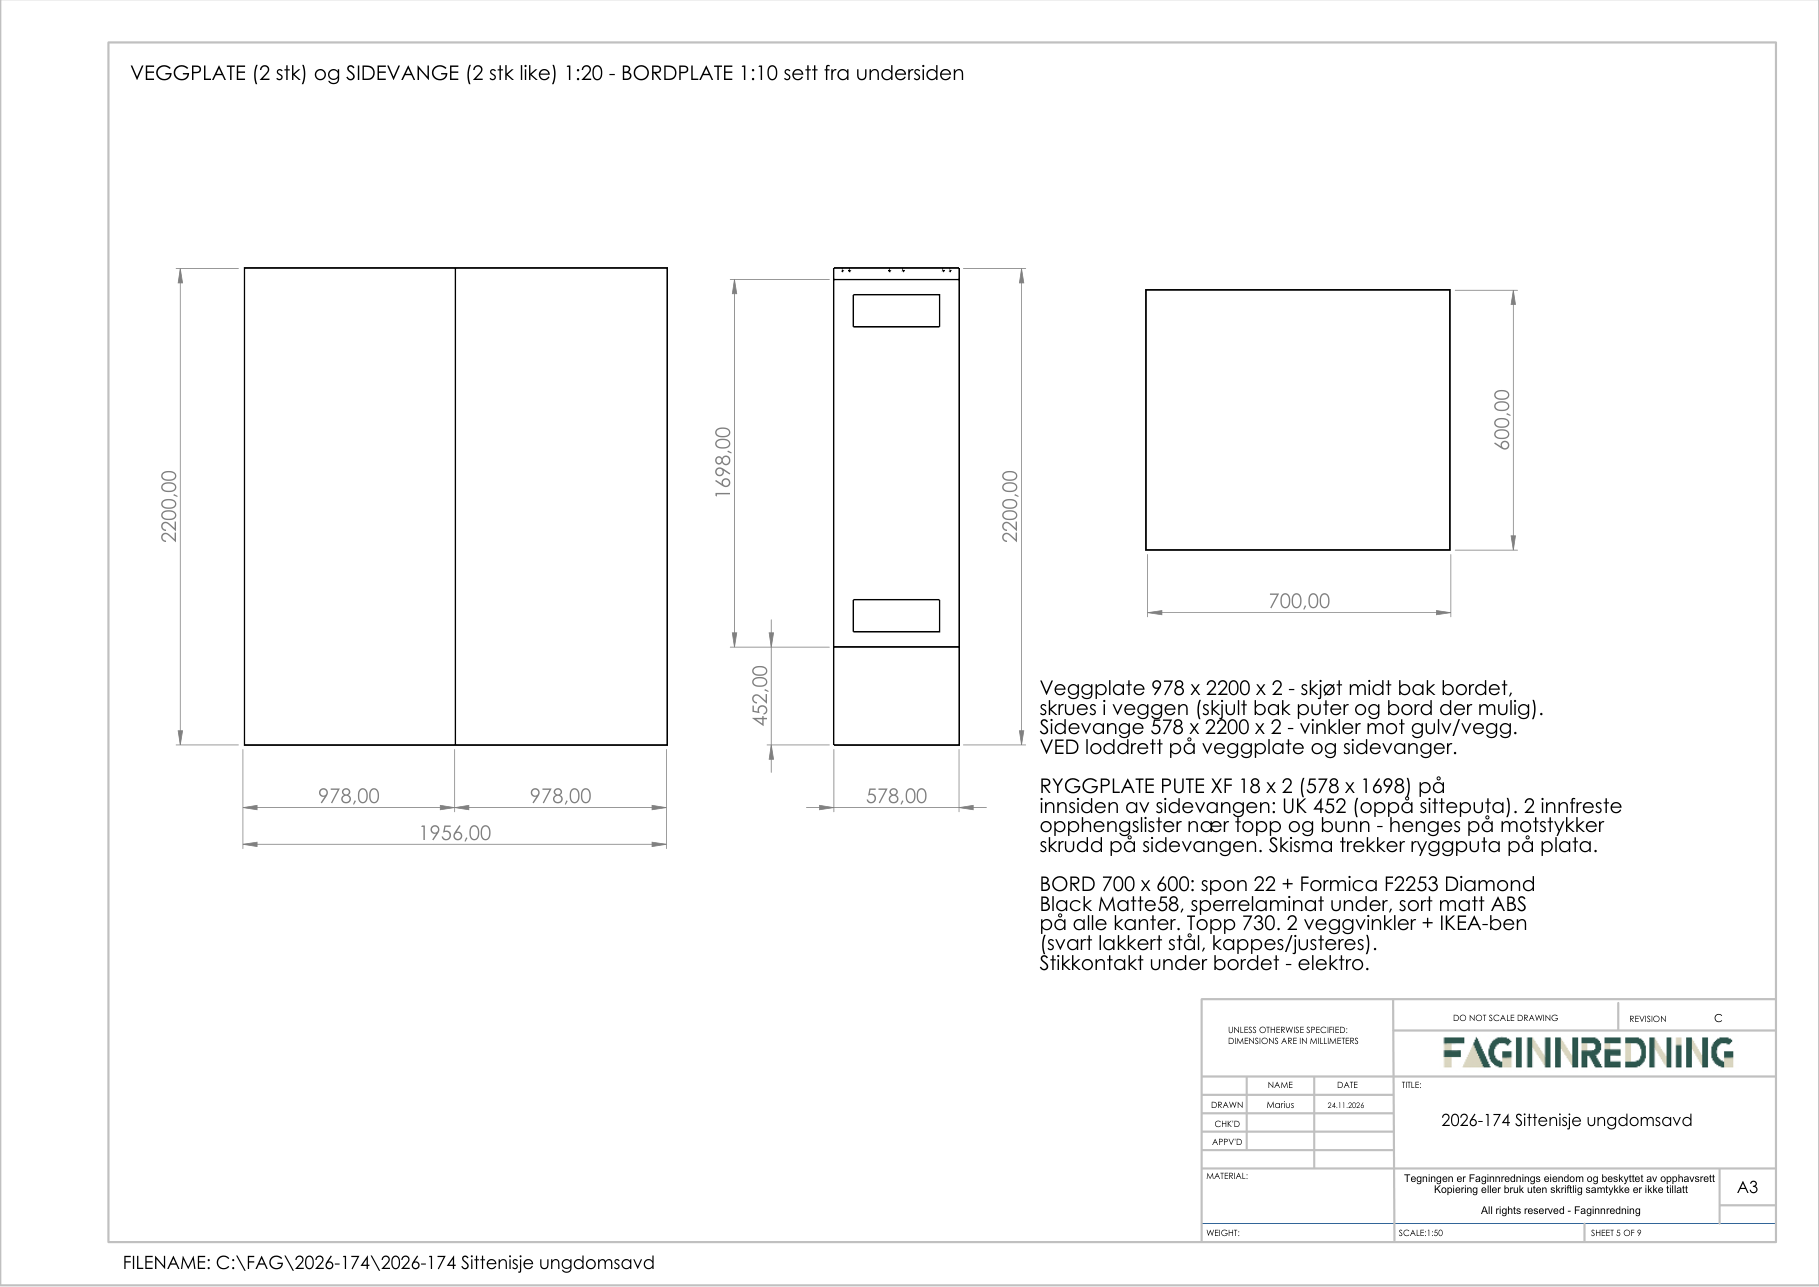 VEGGPLATE (2 stk) og SIDEVANGE (2 stk like) 1:20 - BORDPLATE 1:10 sett fra undersiden
2200,00
978,00
978,00
1956,00
1698,00
452,00
2200,00
578,00
600,00
700,00
Veggplate 978 x 2200 x 2 - skjøt midt bak bordet,
skrues i veggen (skjult bak puter og bord der mulig).
Sidevange 578 x 2200 x 2 - vinkler mot gulv/vegg.
VED loddrett på veggplate og sidevanger.
RYGGPLATE PUTE XF 18 x 2 (578 x 1698) på
innsiden av sidevangen: UK 452 (oppå sitteputa). 2 innfreste
opphengslister nær topp og bunn - henges på motstykker
skrudd på sidevangen. Skisma trekker ryggputa på plata.
BORD 700 x 600: spon 22 + Formica F2253 Diamond
Black Matte58, sperrelaminat under, sort matt ABS
på alle kanter. Topp 730. 2 veggvinkler + IKEA-ben
(svart lakkert stål, kappes/justeres).
Stikkontakt under bordet - elektro.
UNLESS OTHERWISE SPECIFIED:
DIMENSIONS ARE IN MILLIMETERS
DO NOT SCALE DRAWING
REVISION C
FAGINNREDNING
NAME DATE
DRAWN Marius 24.11.2026
CHK'D
APPV'D
TITLE:
2026-174 Sittenisje ungdomsavd
MATERIAL:
Tegningen er Faginnrednings eiendom og beskyttet av opphavsrett
Kopiering eller bruk uten skriftlig samtykke er ikke tillatt
All rights reserved - Faginnredning
A3
WEIGHT:
SCALE:1:50
SHEET 5 OF 9
FILENAME: C:\FAG\2026-174\2026-174 Sittenisje ungdomsavd